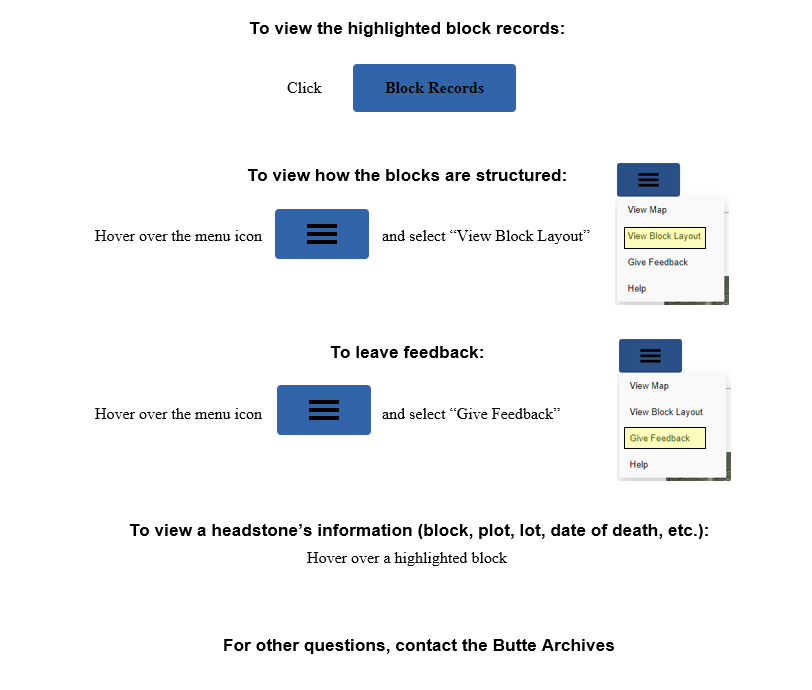 To view the highlighted block records:
Click Block Records
To view how the blocks are structured:
Hover over the menu icon and select “View Block Layout”
View Map
View Block Layout
Give Feedback
Help
To leave feedback:
Hover over the menu icon and select “Give Feedback”
View Map
View Block Layout
Give Feedback
Help
To view a headstone’s information (block, plot, lot, date of death, etc.):
Hover over a highlighted block
For other questions, contact the Butte Archives